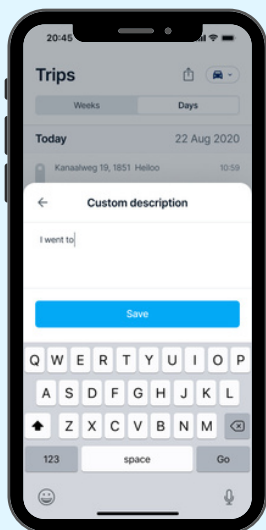 20:45
Trips
Weeks Days
Today 22 Aug 2020
Kanaalweg 19, 1851 Heiloo 10:59
Custom description
I went to
Save
Q W E R T Y U I O P
A S D F G H J K L
Z X C V B N M
123 space Go